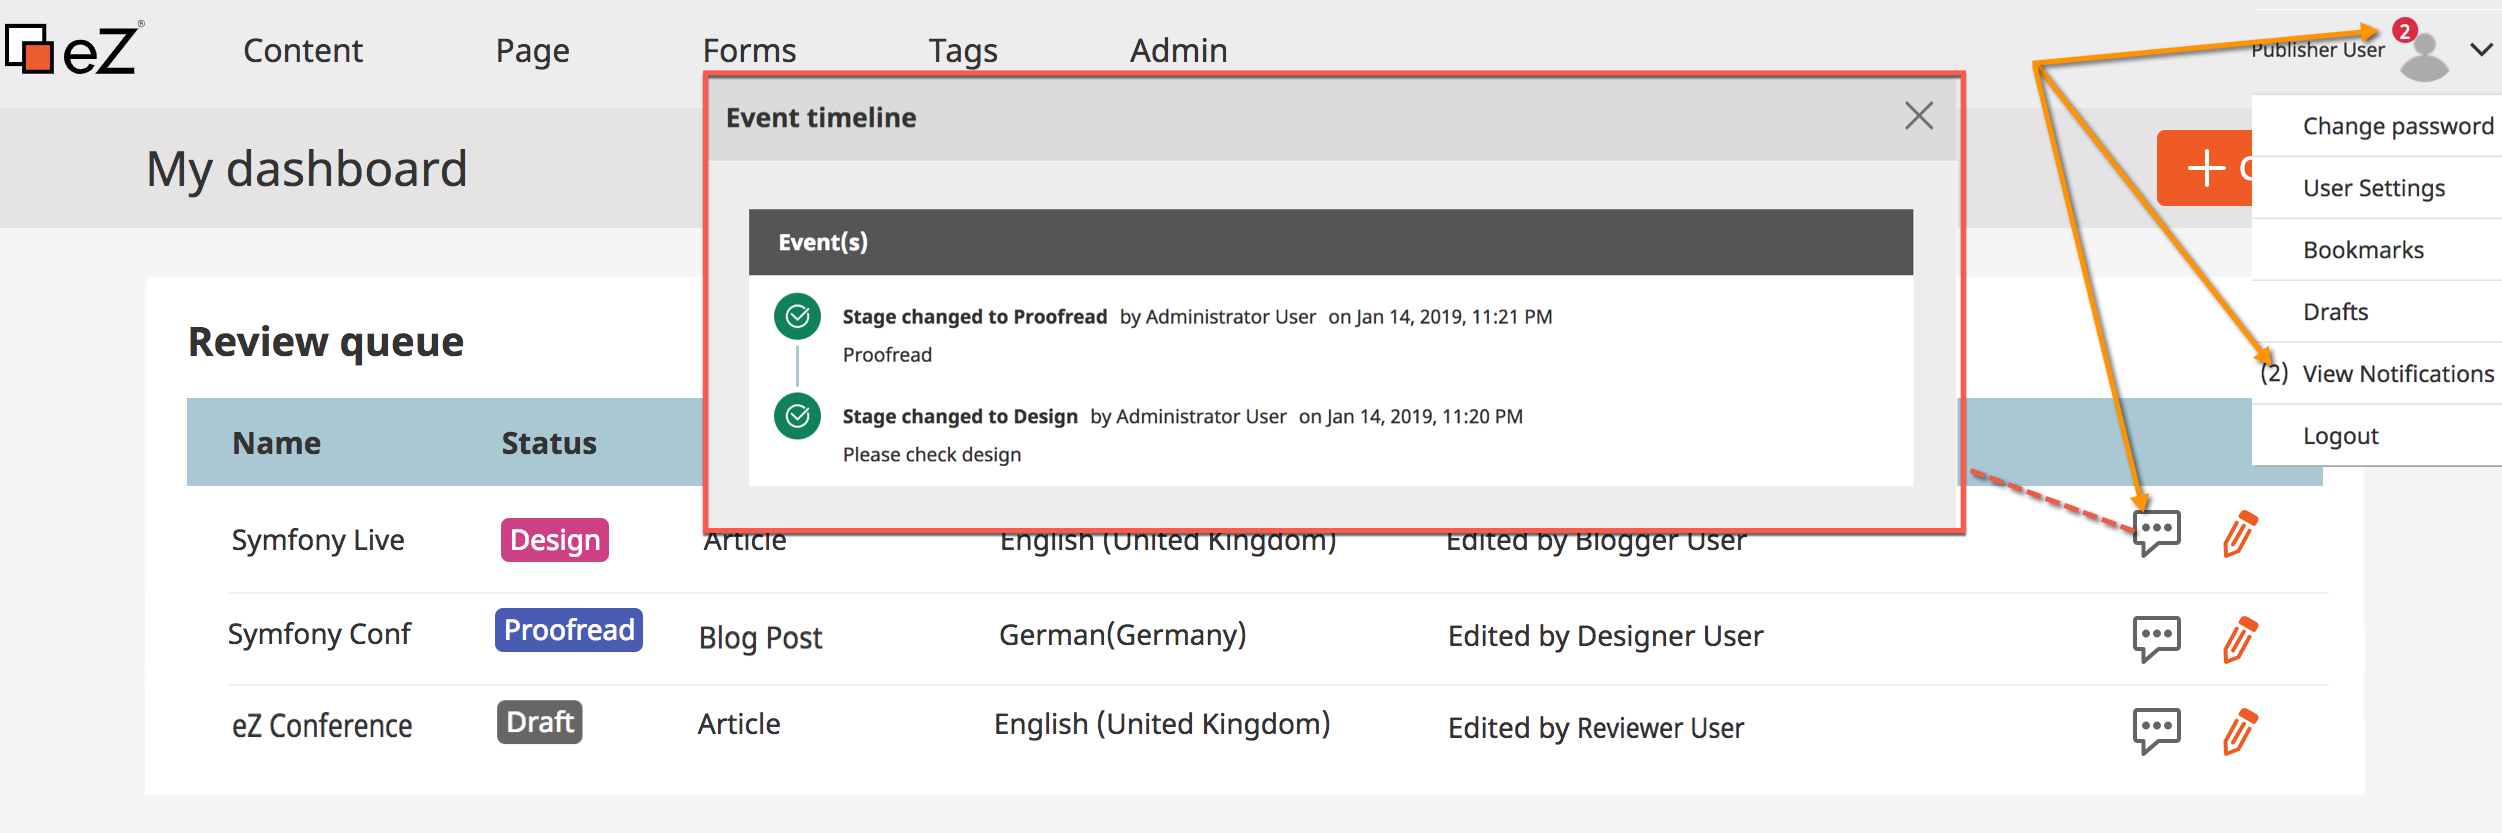 eZ®
Content Page Forms Tags Admin
Publisher User 2
My dashboard
Change password
User Settings
Bookmarks
Drafts
(2) View Notifications
Logout
Event timeline
Event(s)
Stage changed to Proofread by Administrator User on Jan 14, 2019, 11:21 PM
Proofread
Stage changed to Design by Administrator User on Jan 14, 2019, 11:20 PM
Please check design
Review queue
Name Status
Symfony Live Design Article English (United Kingdom) Edited by Blogger User
Symfony Conf Proofread Blog Post German(Germany) Edited by Designer User
eZ Conference Draft Article English (United Kingdom) Edited by Reviewer User